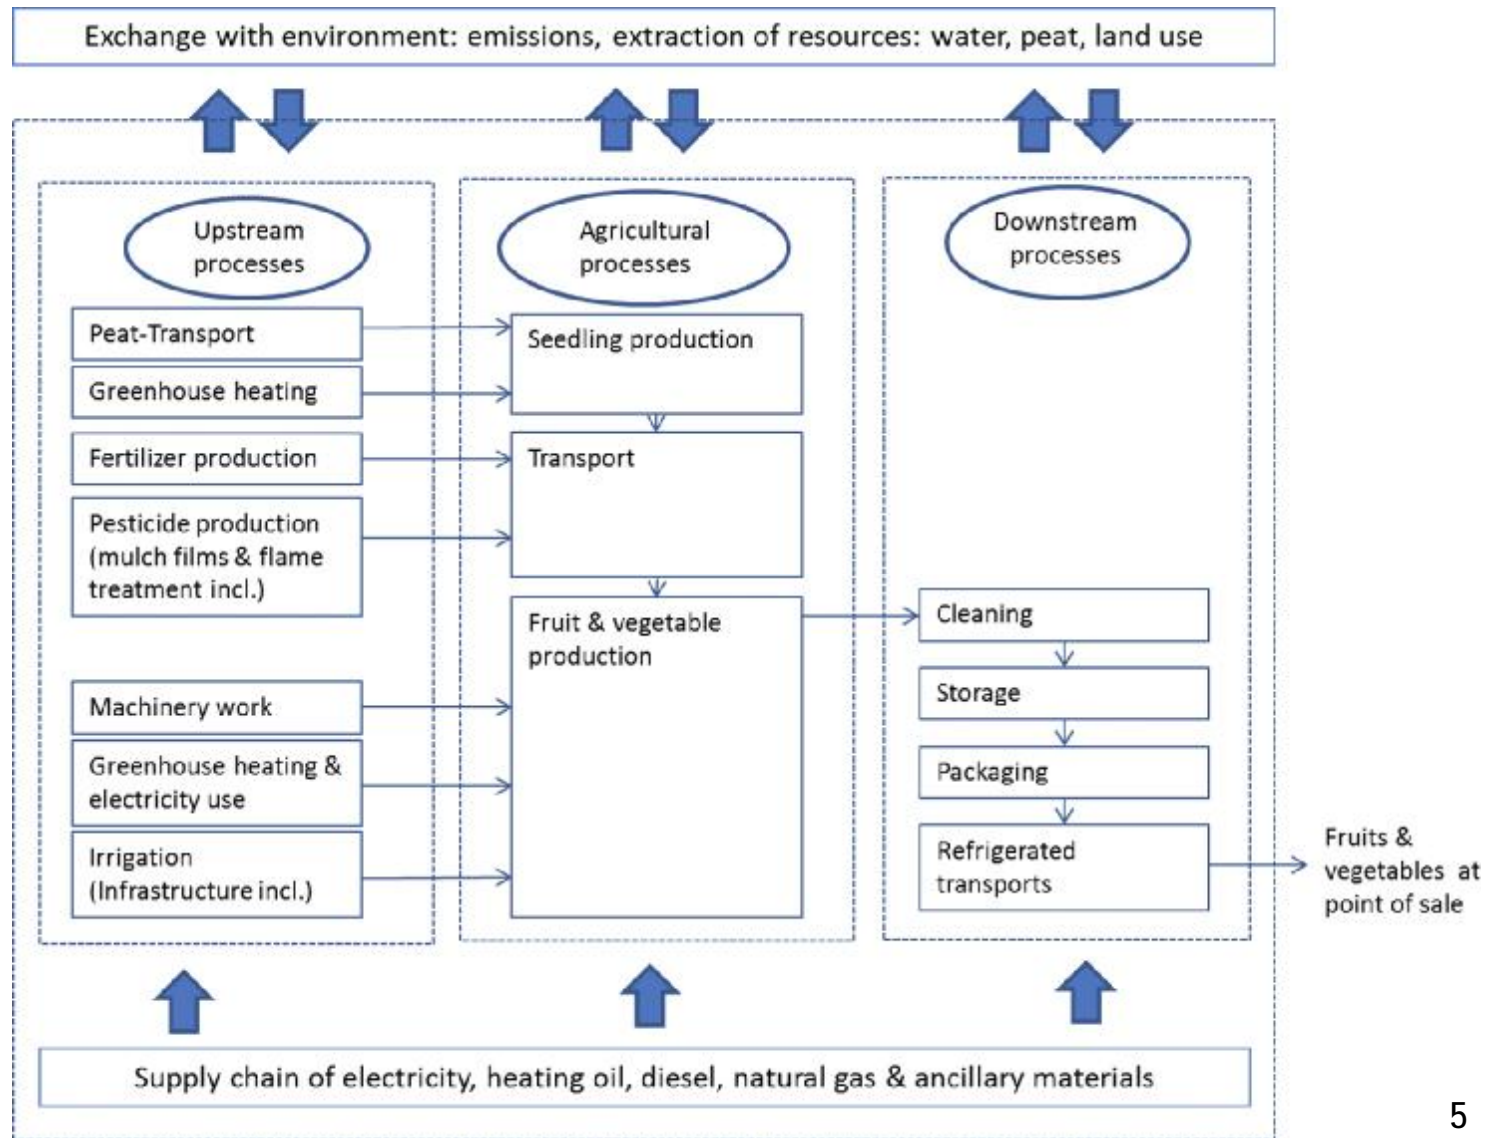 Exchange with environment: emissions, extraction of resources: water, peat, land use
Upstream
processes
Agricultural
processes
Downstream
processes
Peat-Transport
Greenhouse heating
Fertilizer production
Pesticide production
(mulch films & flame
treatment incl.)
Machinery work
Greenhouse heating &
electricity use
Irrigation
(Infrastructure incl.)
Seedling production
Transport
Fruit & vegetable
production
Cleaning
Storage
Packaging
Refrigerated
transports
Fruits &
vegetables at
point of sale
Supply chain of electricity, heating oil, diesel, natural gas & ancillary materials
5